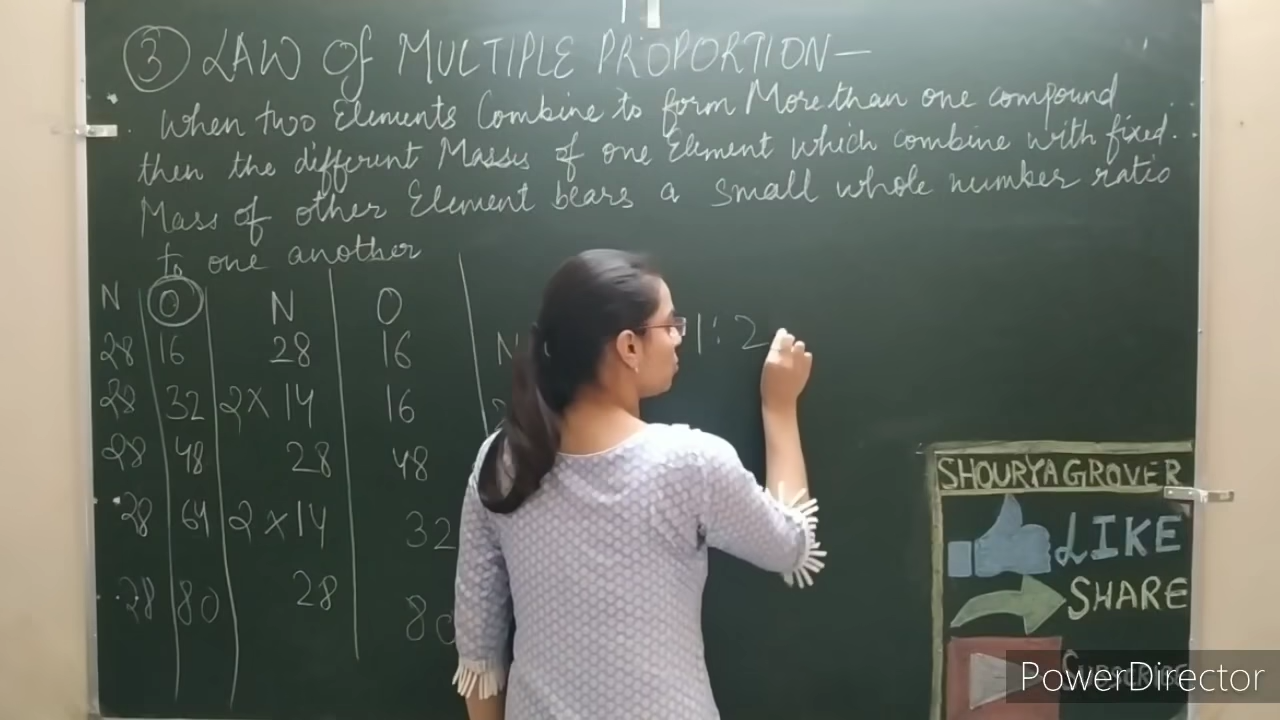 3 LAW Of MULTIPLE PROPORTION-
When two Elements Combine to form More than one compound
then the different Masses of one Element which combine with fixed
Mass of other Element bears a small whole number ratio
to one another
N O N O
28 16 28 16 N 1:2
28 32 2×14 16
28 48 28 48
28 64 2×14 32
28 80 28 80
SHOURYA GROVER
LIKE
SHARE
SUBSCRIBE
PowerDirector